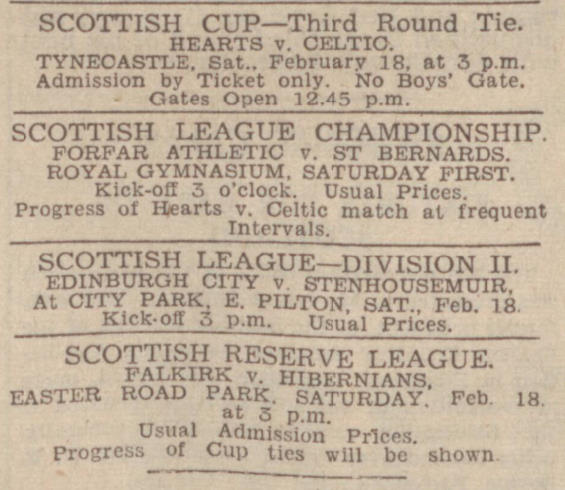 SCOTTISH CUP—Third Round Tie.
HEARTS v. CELTIC.
TYNECASTLE, Sat., February 18, at 3 p.m.
Admission by Ticket only. No Boys' Gate.
Gates Open 12.45 p.m.
SCOTTISH LEAGUE CHAMPIONSHIP.
FORFAR ATHLETIC v. ST BERNARDS.
ROYAL GYMNASIUM, SATURDAY FIRST.
Kick-off 3 o'clock. Usual Prices.
Progress of Hearts v. Celtic match at frequent
Intervals.
SCOTTISH LEAGUE—DIVISION II.
EDINBURGH CITY v. STENHOUSEMUIR,
At CITY PARK, E. PILTON, SAT., Feb. 18.
Kick-off 3 p.m. Usual Prices.
SCOTTISH RESERVE LEAGUE.
FALKIRK v. HIBERNIANS,
EASTER ROAD PARK, SATURDAY, Feb. 18.
at 3 p.m.
Usual Admission Prices.
Progress of Cup ties will be shown.